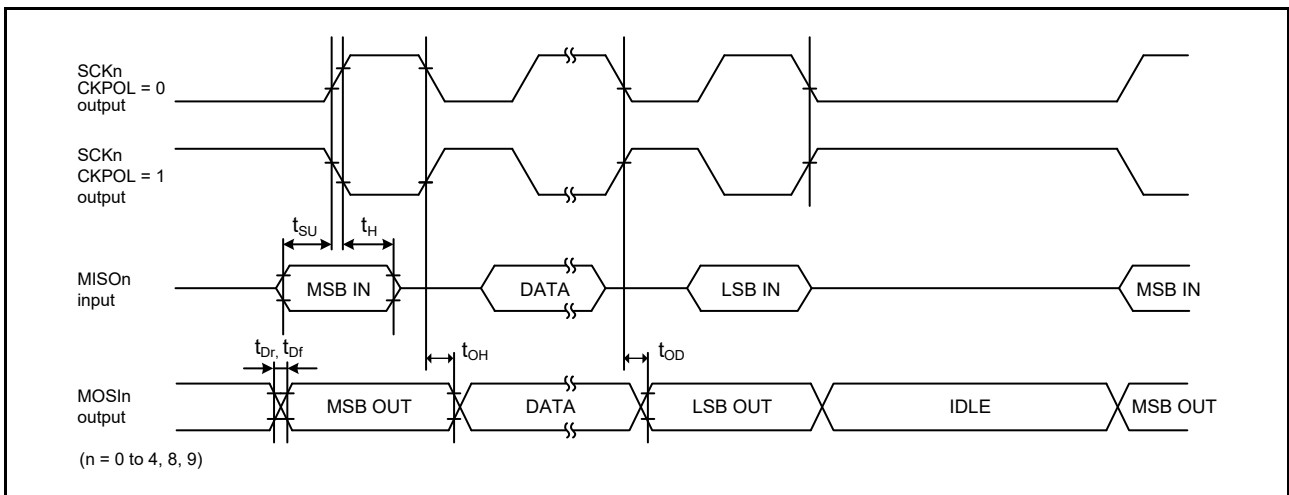 SCKn
CKPOL = 0
output
SCKn
CKPOL = 1
output
tSU
tH
MISOn
input
MSB IN
DATA
LSB IN
MSB IN
tDr, tDf
tOH
tOD
MOSIn
output
MSB OUT
DATA
LSB OUT
IDLE
MSB OUT
(n = 0 to 4, 8, 9)